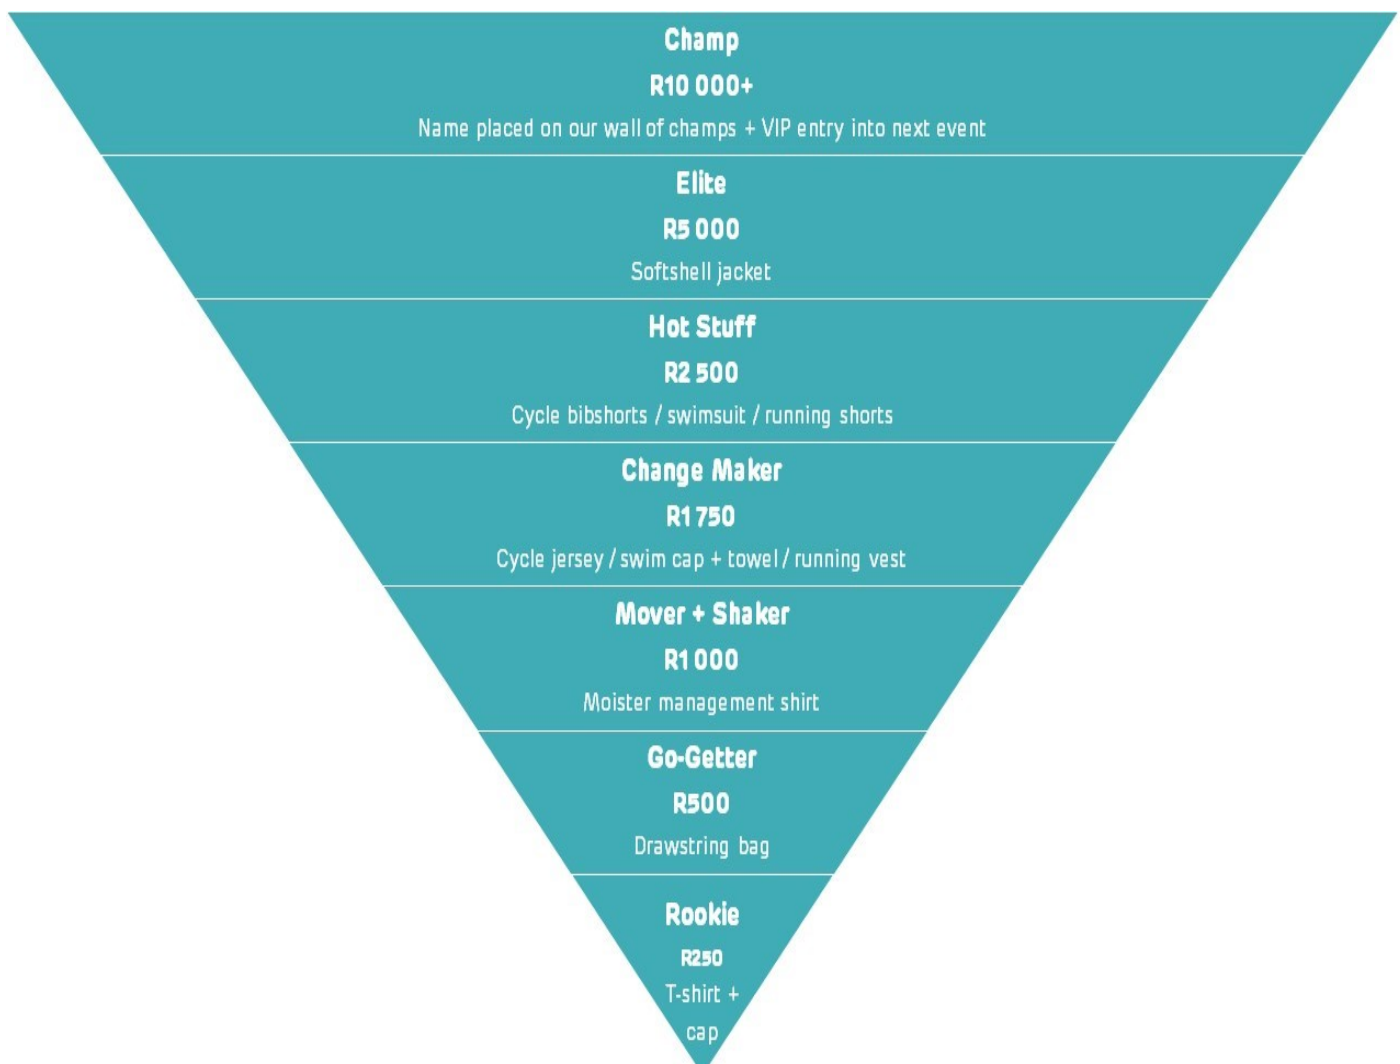 Champ
R10 000+
Name placed on our wall of champs + VIP entry into next event
Elite
R5 000
Softshell jacket
Hot Stuff
R2 500
Cycle bibshorts / swimsuit / running shorts
Change Maker
R1 750
Cycle jersey / swim cap + towel / running vest
Mover + Shaker
R1 000
Moister management shirt
Go-Getter
R500
Drawstring bag
Rookie
R250
T-shirt +
cap